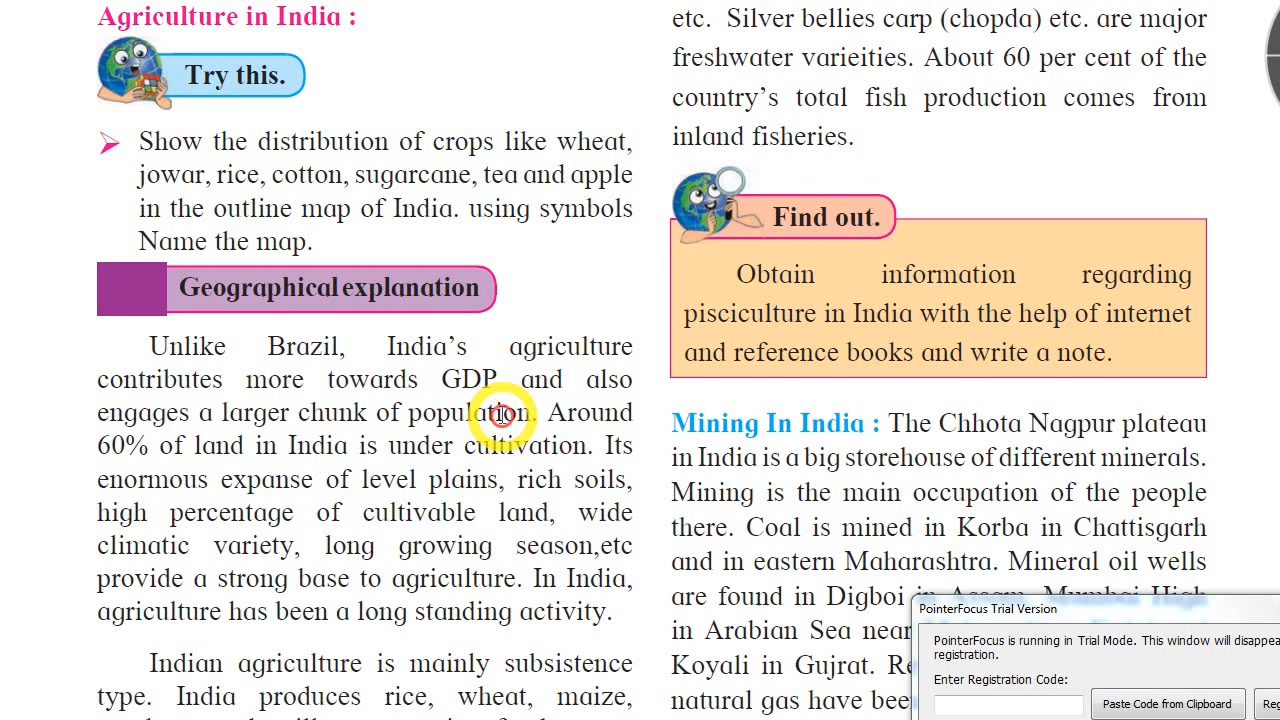 Agriculture in India :
Try this.
➢ Show the distribution of crops like wheat,
jowar, rice, cotton, sugarcane, tea and apple
in the outline map of India. using symbols
Name the map.
Geographical explanation
Unlike Brazil, India's agriculture
contributes more towards GDP and also
engages a larger chunk of population. Around
60% of land in India is under cultivation. Its
enormous expanse of level plains, rich soils,
high percentage of cultivable land, wide
climatic variety, long growing season,etc
provide a strong base to agriculture. In India,
agriculture has been a long standing activity.
Indian agriculture is mainly subsistence
type. India produces rice, wheat, maize,
etc. Silver bellies carp (chopda) etc. are major
freshwater varieities. About 60 per cent of the
country's total fish production comes from
inland fisheries.
Find out.
Obtain information regarding
pisciculture in India with the help of internet
and reference books and write a note.
Mining In India : The Chhota Nagpur plateau
in India is a big storehouse of different minerals.
Mining is the main occupation of the people
there. Coal is mined in Korba in Chattisgarh
and in eastern Maharashtra. Mineral oil wells
are found in Digboi in Assam, Mumbai High
in Arabian Sea near
Koyali in Gujrat.
natural gas have been
PointerFocus Trial Version
PointerFocus is running in Trial Mode. This window will disappea
registration.
Enter Registration Code:
Paste Code from Clipboard
Reg